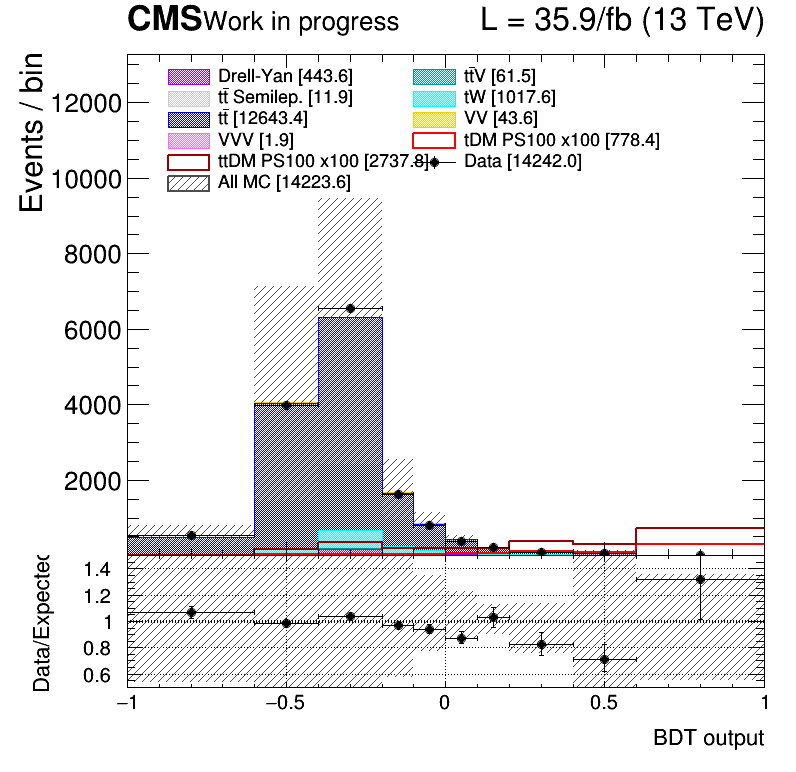 CMS Work in progress L = 35.9/fb (13 TeV)
Events / bin
Drell-Yan [443.6] tt̄V [61.5]
tt̄ Semilep. [11.9] tW [1017.6]
tt̄ [12643.4] VV [43.6]
VVV [1.9] tDM PS100 x100 [778.4]
ttDM PS100 x100 [2737.8] Data [14242.0]
All MC [14223.6]
12000
10000
8000
6000
4000
2000
Data/Expected
1.4
1.2
1
0.8
0.6
−1 −0.5 0 0.5 1
BDT output